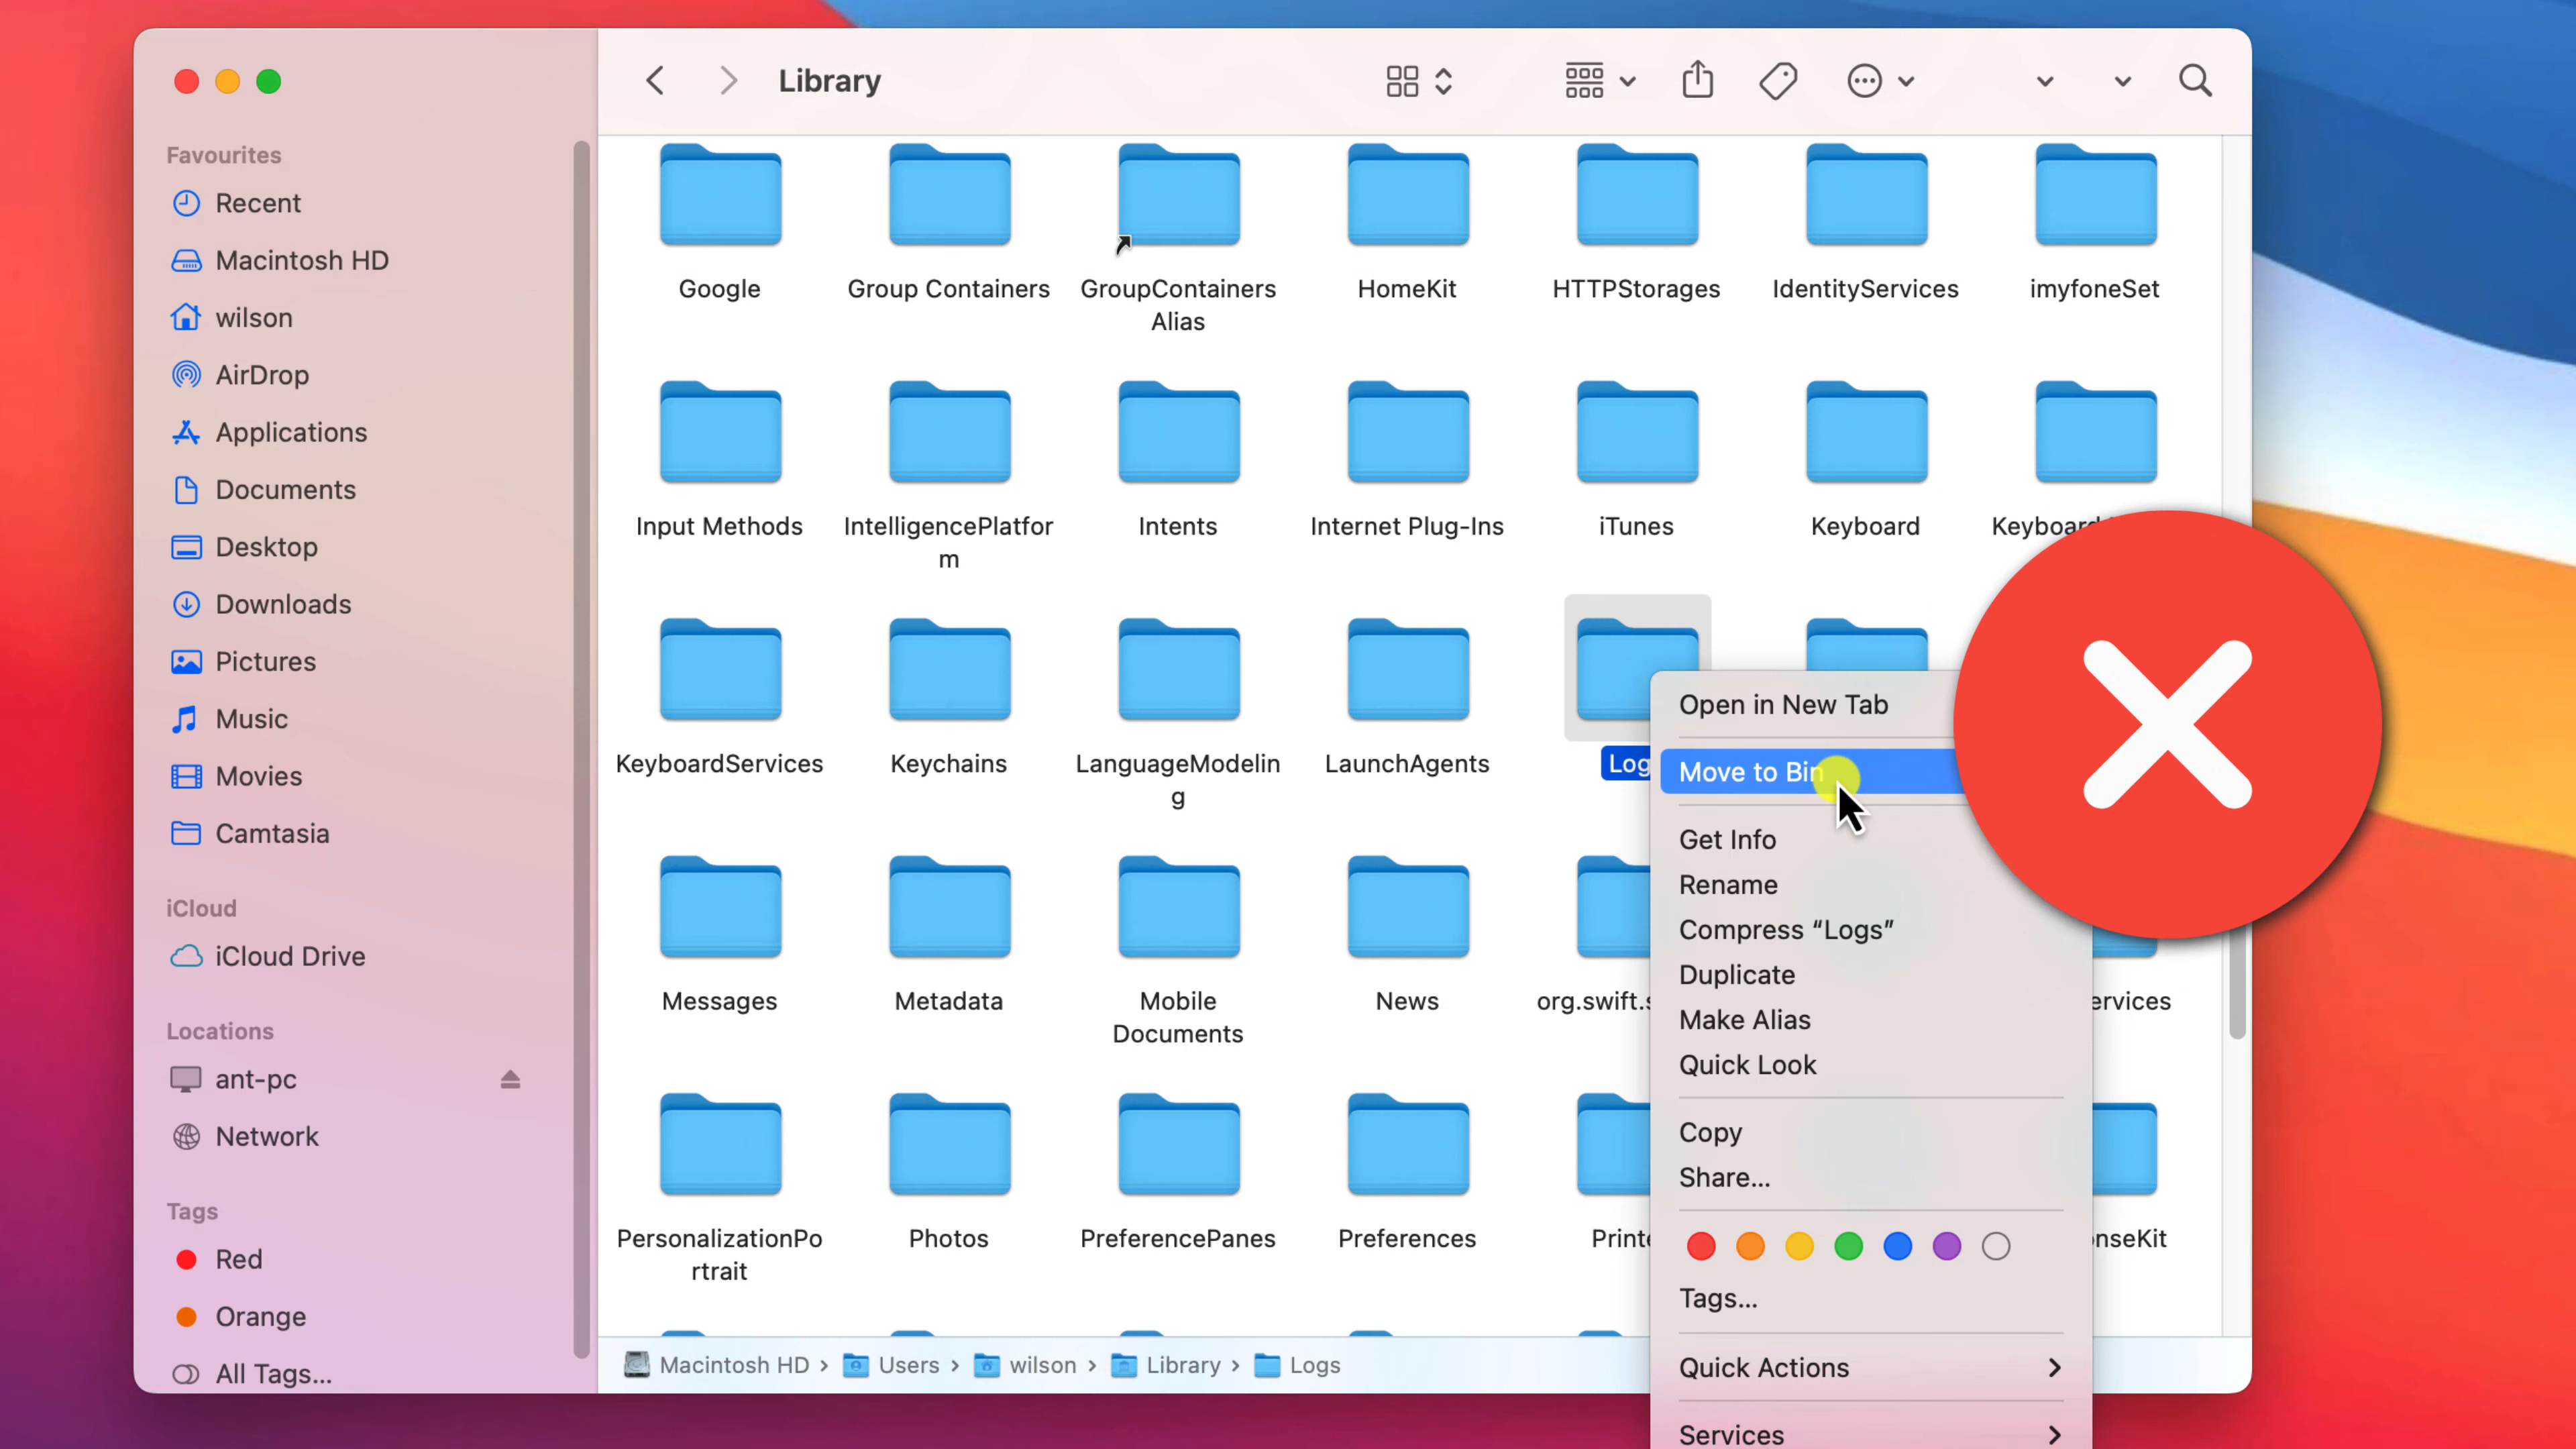 Library
Favourites
Recent
Macintosh HD
wilson
AirDrop
Applications
Documents
Desktop
Downloads
Pictures
Music
Movies
Camtasia
iCloud
iCloud Drive
Locations
ant-pc
Network
Tags
Red
Orange
All Tags...
Google
Group Containers
GroupContainers
Alias
HomeKit
HTTPStorages
IdentityServices
imyfoneSet
Input Methods
IntelligencePlatfor
m
Intents
Internet Plug-Ins
iTunes
Keyboard
Keyboard
KeyboardServices
Keychains
LanguageModelin
g
LaunchAgents
Log
Messages
Metadata
Mobile
Documents
News
org.swift.s
ervices
PersonalizationPo
rtrait
Photos
PreferencePanes
Preferences
Printe
nseKit
Open in New Tab
Move to Bin
Get Info
Rename
Compress “Logs”
Duplicate
Make Alias
Quick Look
Copy
Share...
Tags...
Quick Actions
Services
Macintosh HD › Users › wilson › Library › Logs